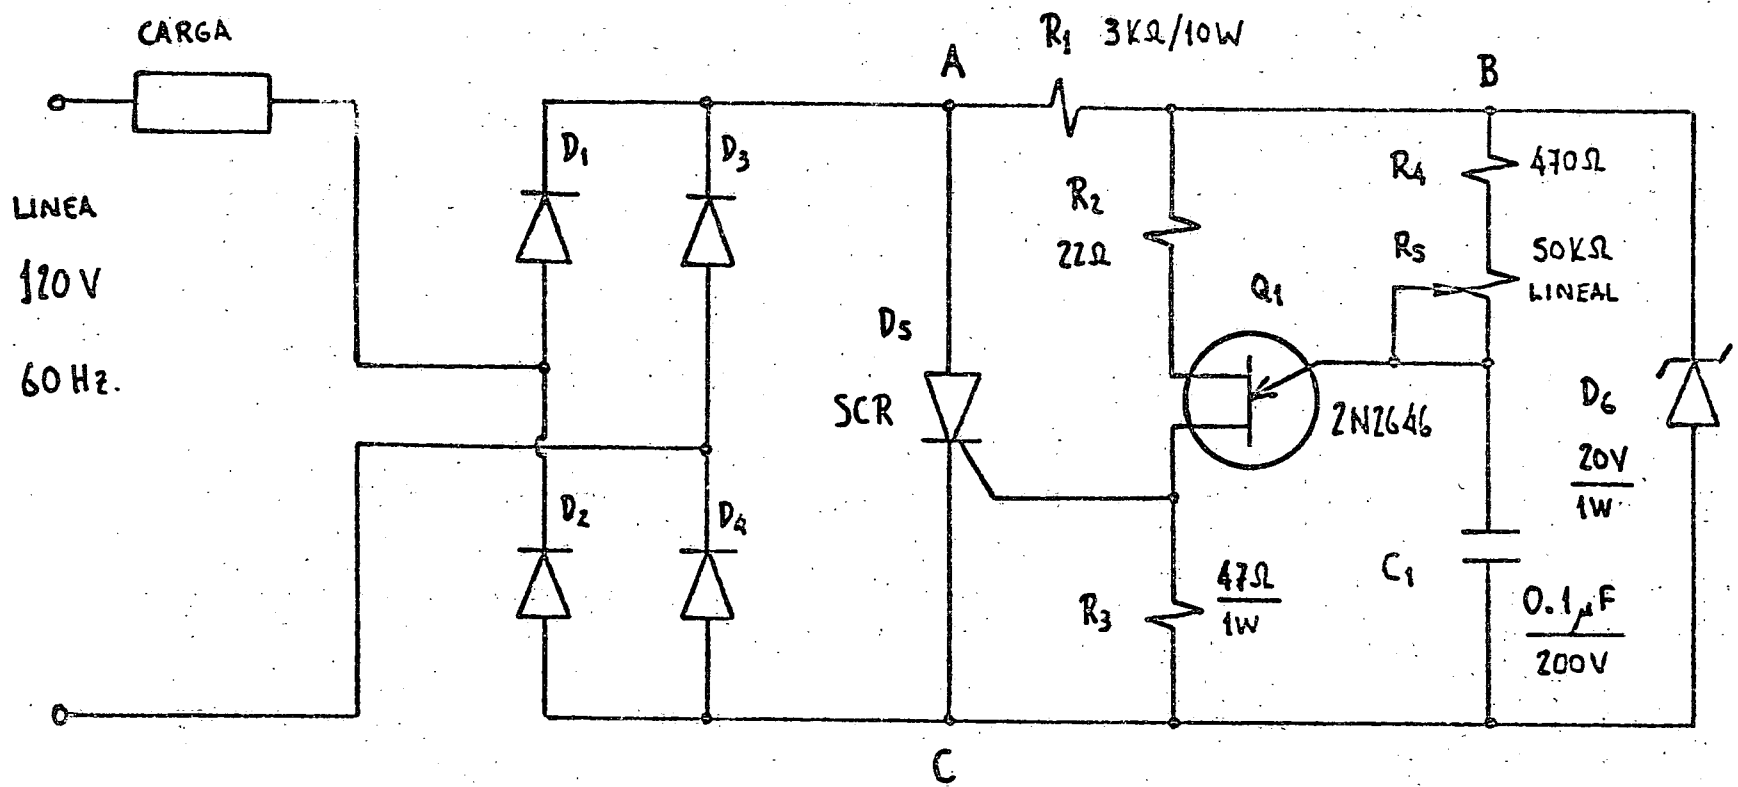 CARGA
LINEA
120 V
60 Hz.
D1
D3
D2
D4
A
R1 3KΩ/10W
B
R2
22Ω
R4 470Ω
R5 50KΩ
LINEAL
Q1
2N2646
D5
SCR
D6
20V
1W
R3
47Ω
1W
C1
0.1μF
200V
C